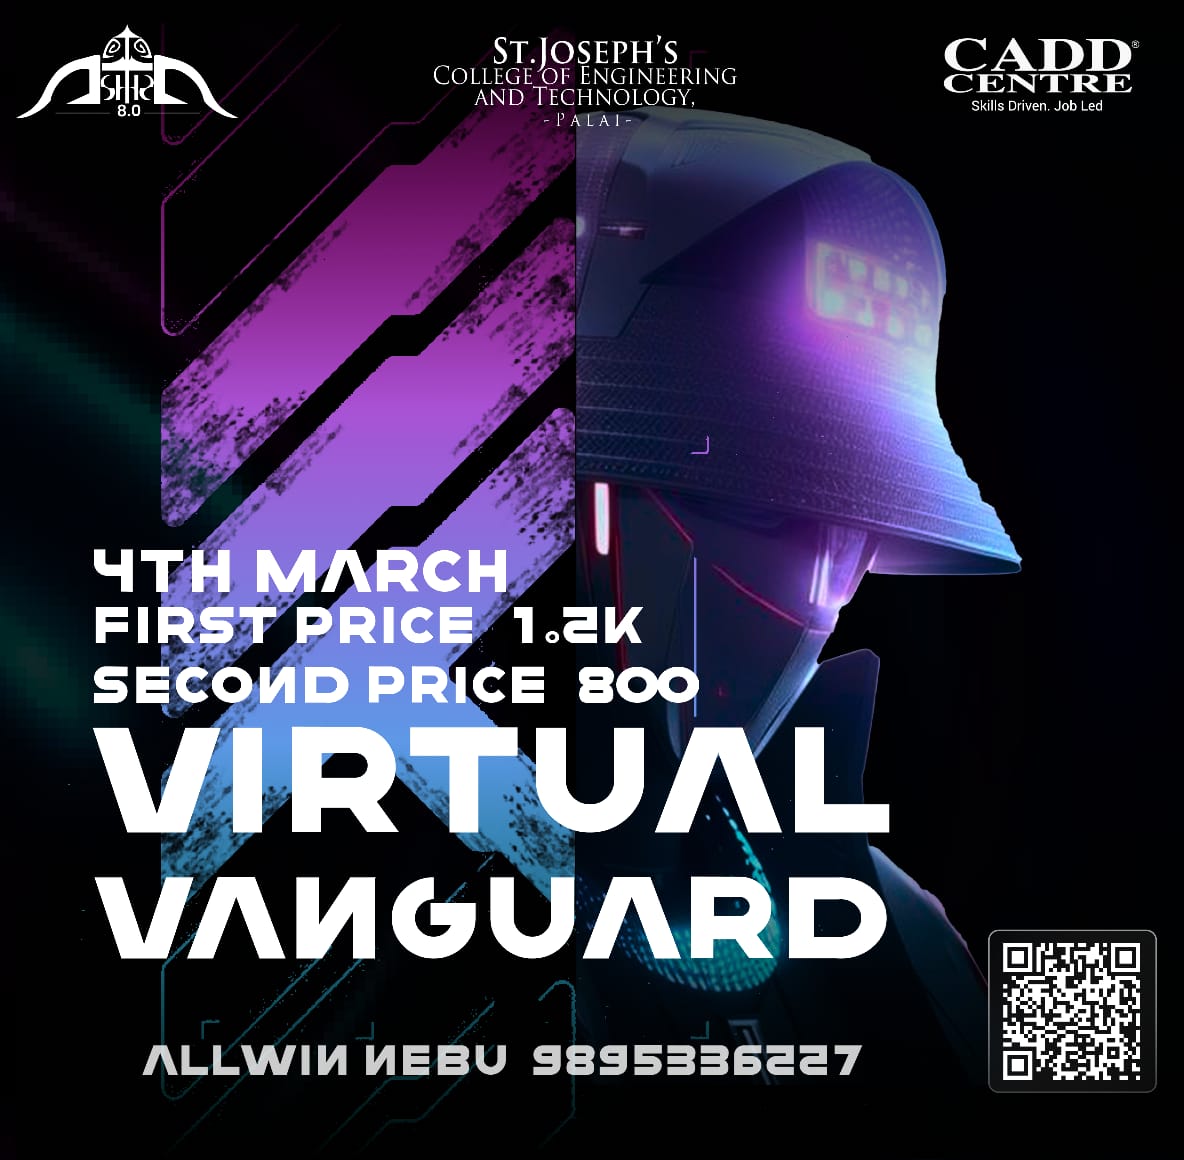 ASTHRA
8.0
ST.JOSEPH'S
COLLEGE OF ENGINEERING
AND TECHNOLOGY,
-PALAI-
CADD®
CENTRE
Skills Driven. Job Led
4TH MARCH
FIRST PRICE 1.2K
SECOND PRICE 800
VIRTUAL
VANGUARD
ALLWIN NEBU 9895336227